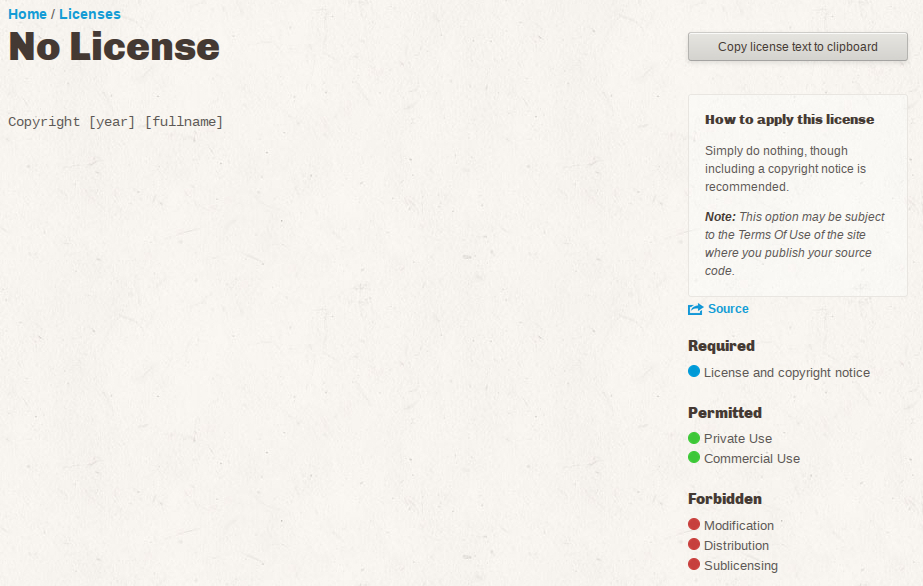 Home / Licenses
No License
Copy license text to clipboard
Copyright [year] [fullname]
How to apply this license
Simply do nothing, though
including a copyright notice is
recommended.
Note: This option may be subject
to the Terms Of Use of the site
where you publish your source
code.
Source
Required
License and copyright notice
Permitted
Private Use
Commercial Use
Forbidden
Modification
Distribution
Sublicensing